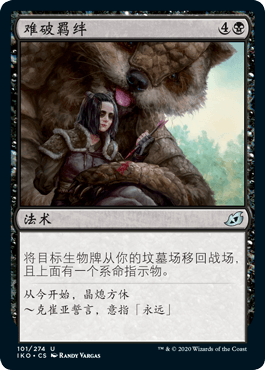 难破羁绊 4
法术
将目标生物牌从你的坟墓场移回战场，
且上面有一个系命指示物。
从今开始，晶熄方休
～克雀亚誓言，意指「永远」
101/274 U
IKO • CS RANDY VARGAS
™ & © 2020 Wizards of the Coast